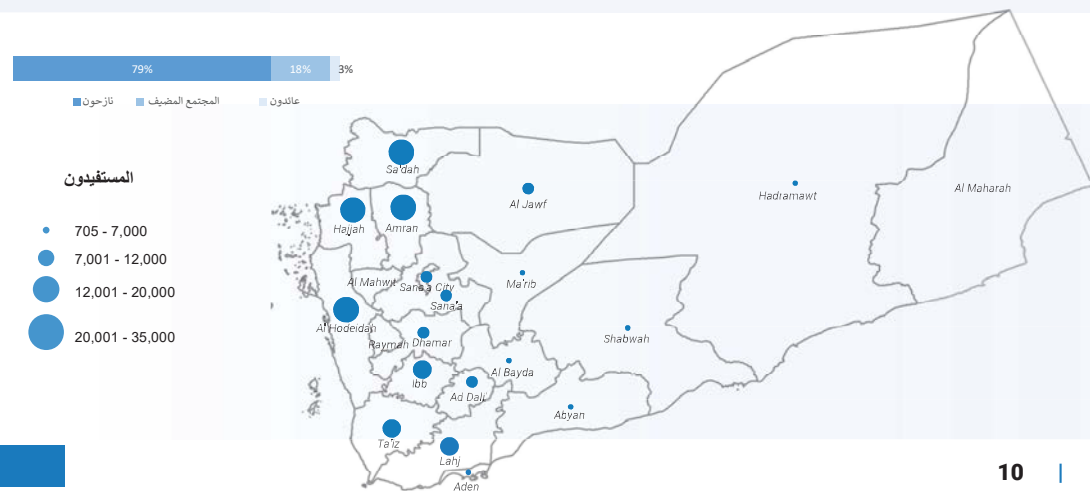 79% 18% 3%
نازحون المجتمع المضيف عائدون
المستفيدون
705 - 7,000
7,001 - 12,000
12,001 - 20,000
20,001 - 35,000
Sa'dah
Al Jawf
Hadramawt
Al Maharah
Hajjah
Amran
Al Mahwit
Sana'a City
Ma'rib
Sana'a
Al Hodeidah
Raymah
Dhamar
Shabwah
Ibb
Al Bayda
Ad Dali
Abyan
Ta'iz
Lahj
Aden
10 |